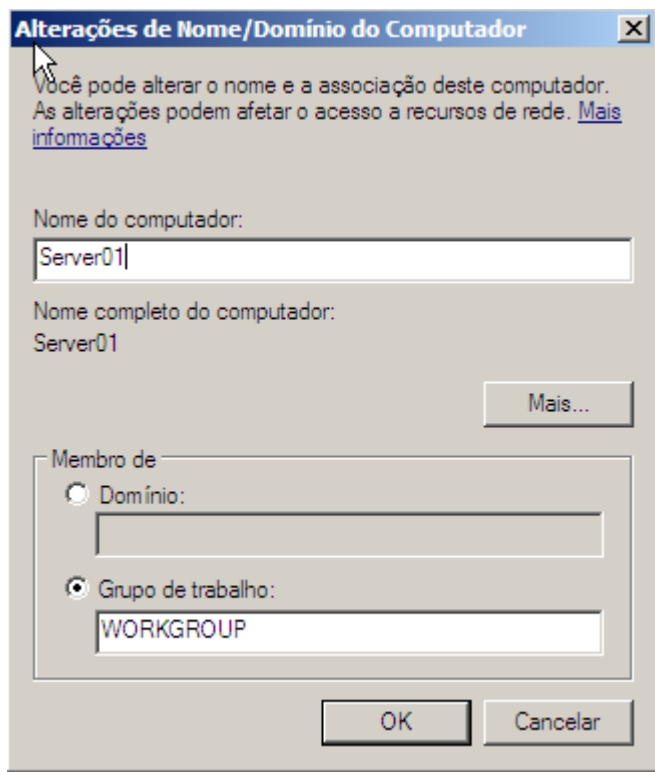 Alterações de Nome/Domínio do Computador
Você pode alterar o nome e a associação deste computador.
As alterações podem afetar o acesso a recursos de rede. Mais
informações
Nome do computador:
Server01
Nome completo do computador:
Server01
Mais...
Membro de
Domínio:
Grupo de trabalho:
WORKGROUP
OK
Cancelar